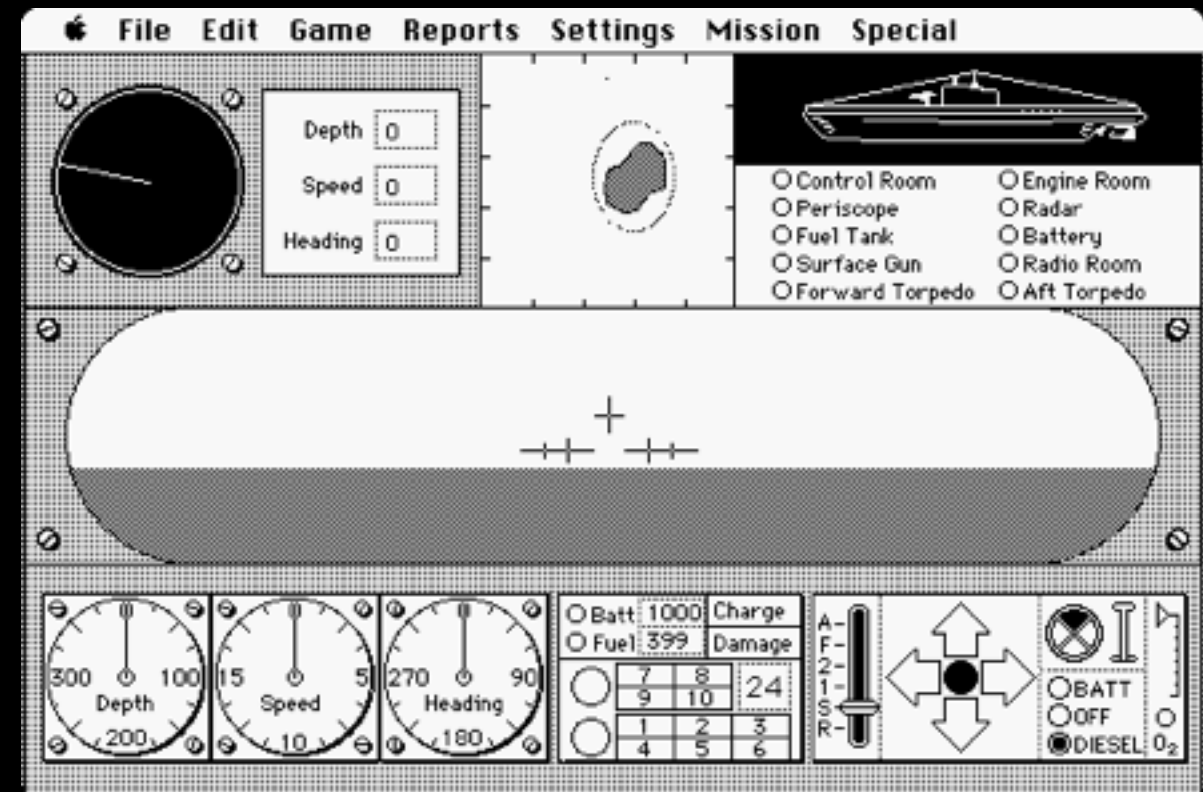 File Edit Game Reports Settings Mission Special
Depth 0
Speed 0
Heading 0
Control Room Engine Room
Periscope Radar
Fuel Tank Battery
Surface Gun Radio Room
Forward Torpedo Aft Torpedo
0
300 100
Depth
200
0
15 5
Speed
10
0
270 90
Heading
180
Batt 1000 Charge
Fuel 399 Damage
7 8
9 10
24
1 2 3
4 5 6
A
F
2
1
S
R
BATT
OFF
DIESEL
O2